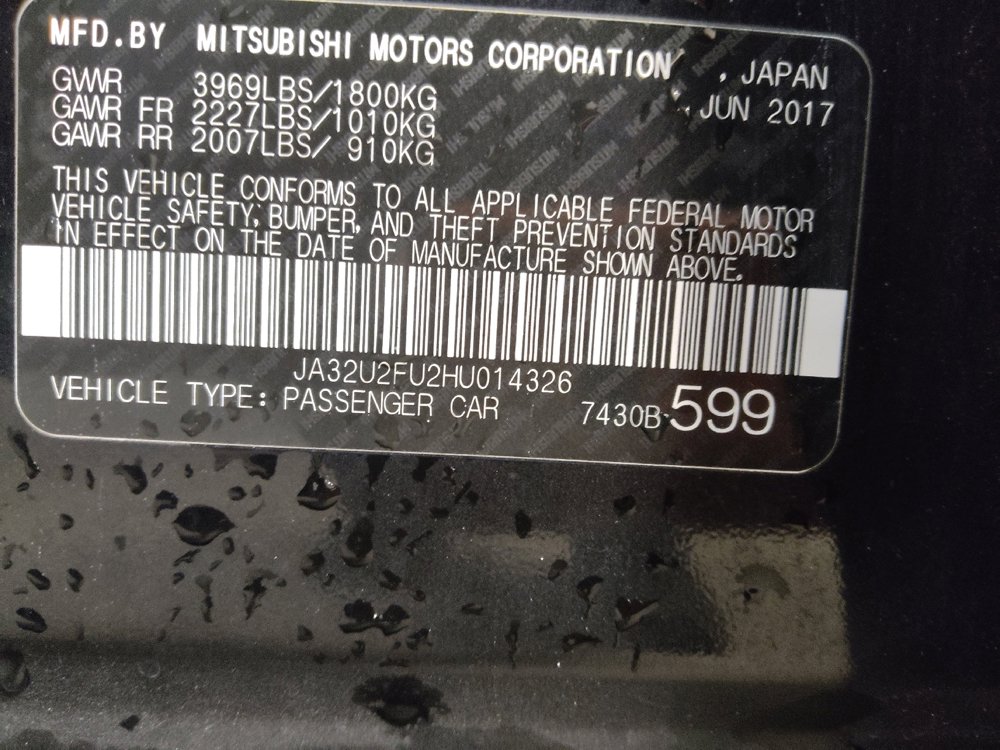 MFD.BY MITSUBISHI MOTORS CORPORATION , JAPAN
GVWR 3969LBS/1800KG JUN 2017
GAWR FR 2227LBS/1010KG
GAWR RR 2007LBS/ 910KG
THIS VEHICLE CONFORMS TO ALL APPLICABLE FEDERAL MOTOR
VEHICLE SAFETY, BUMPER, AND THEFT PREVENTION STANDARDS
IN EFFECT ON THE DATE OF MANUFACTURE SHOWN ABOVE.
JA32U2FU2HU014326
VEHICLE TYPE: PASSENGER CAR 7430B-599